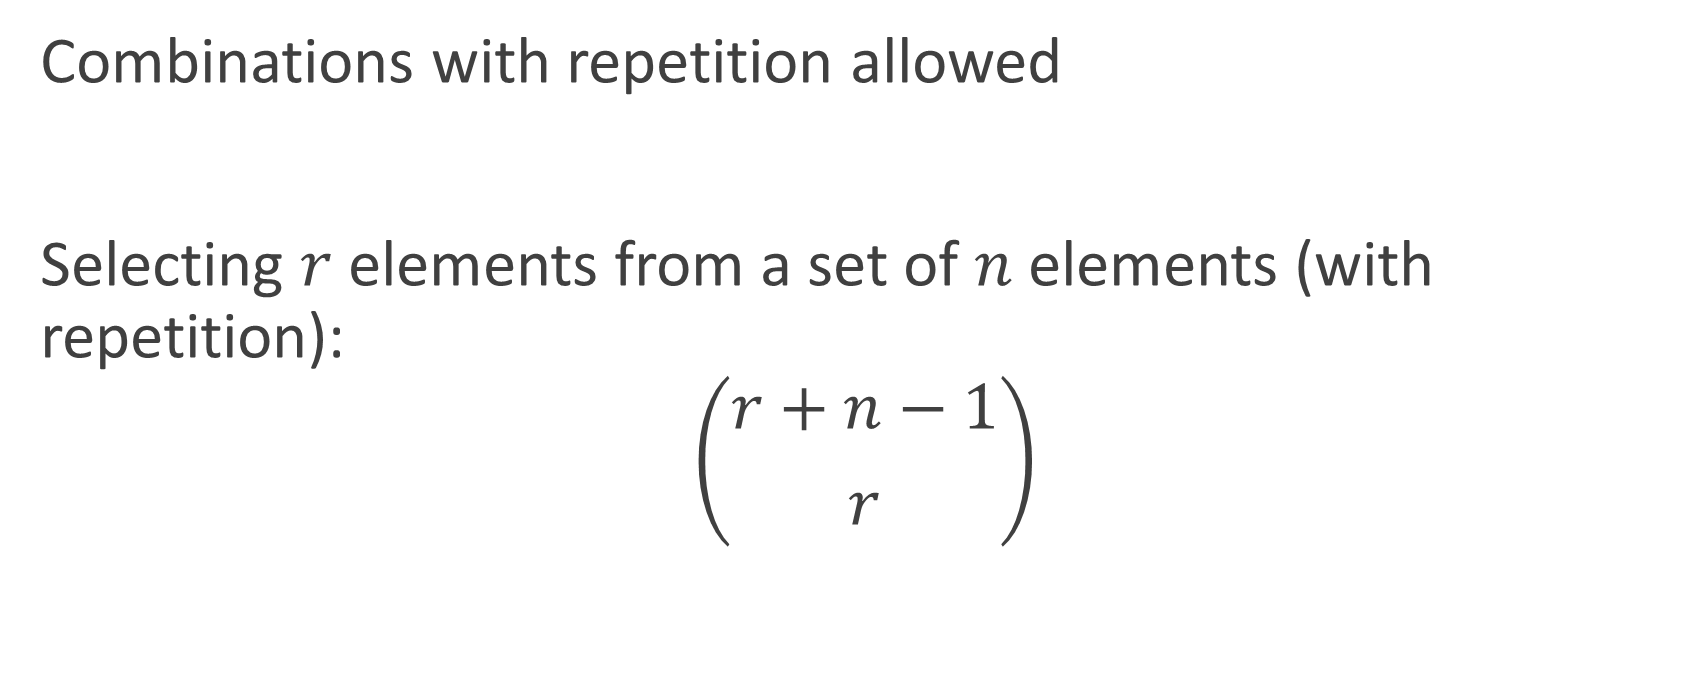 Combinations with repetition allowed
Selecting r elements from a set of n elements (with
repetition):
(r + n − 1
r)